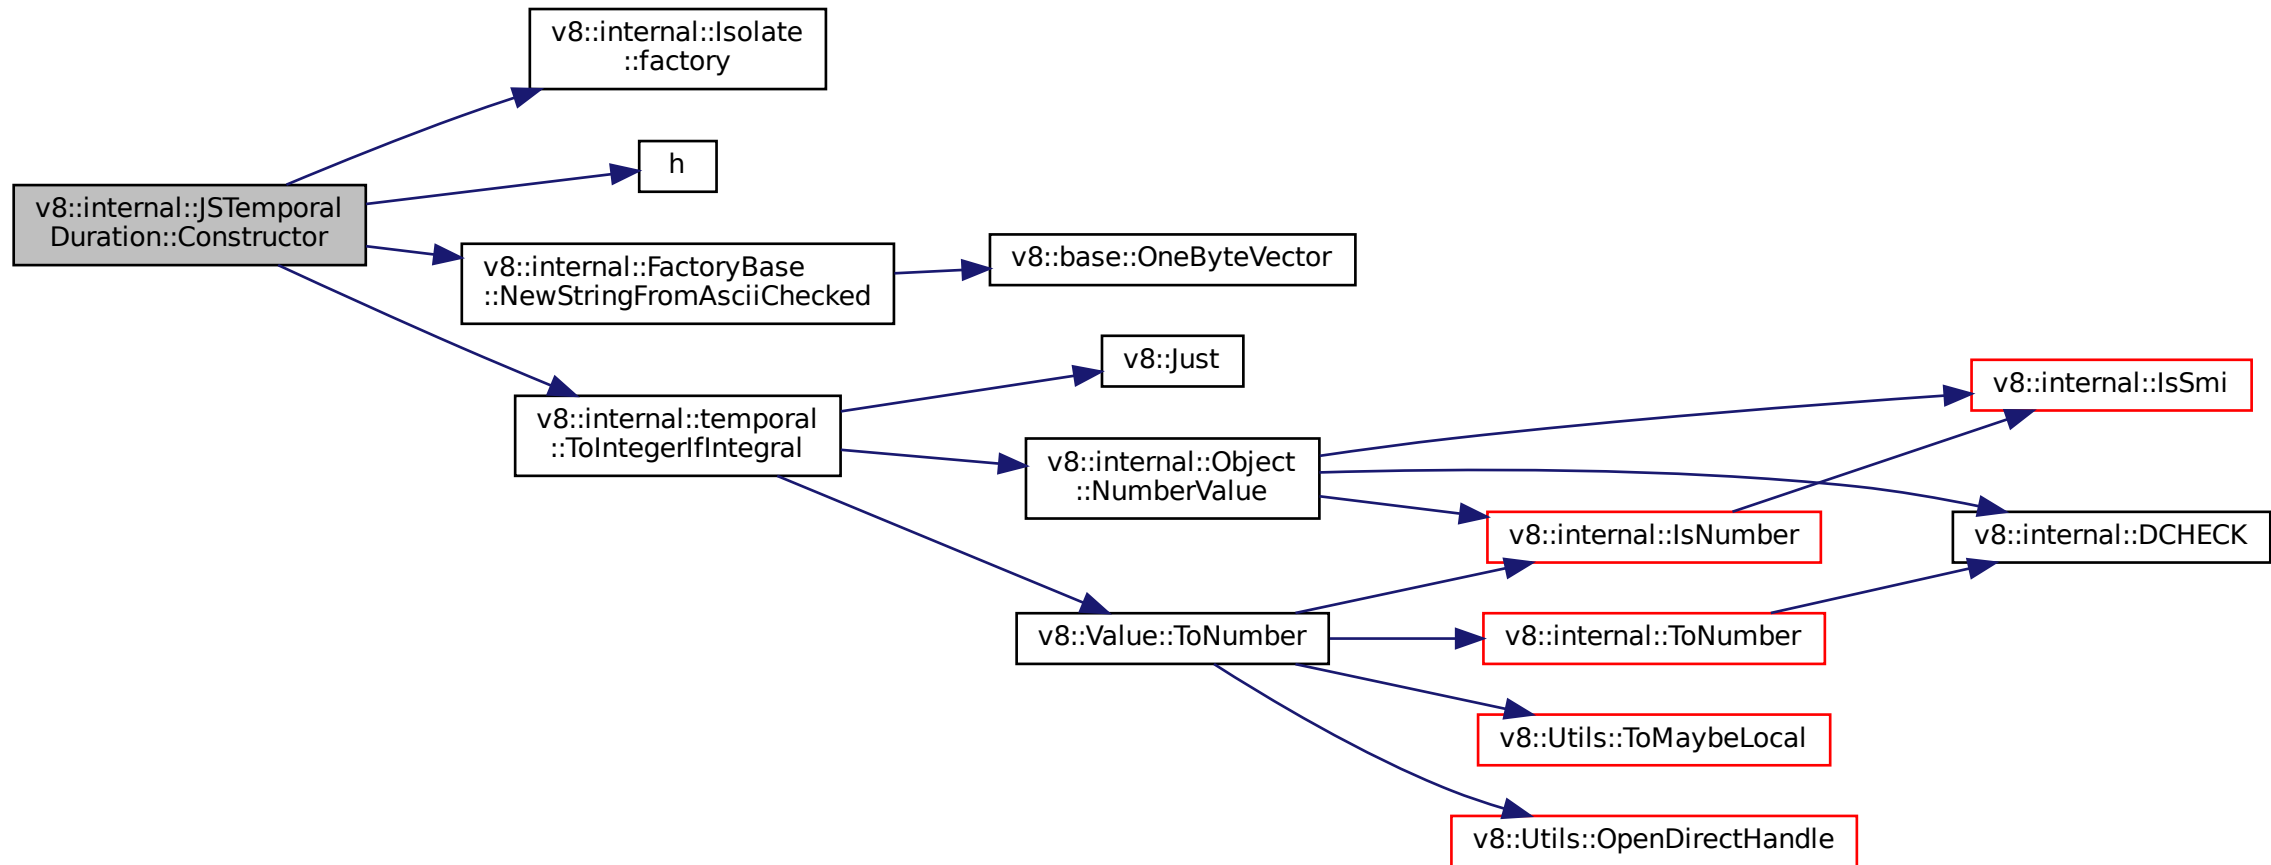 v8::internal::Isolate
::factory
h
v8::internal::JSTemporal
Duration::Constructor
v8::internal::FactoryBase
::NewStringFromAsciiChecked
v8::base::OneByteVector
v8::internal::temporal
::ToIntegerIfIntegral
v8::Just
v8::internal::Object
::NumberValue
v8::internal::IsSmi
v8::internal::IsNumber
v8::internal::DCHECK
v8::Value::ToNumber
v8::internal::ToNumber
v8::Utils::ToMaybeLocal
v8::Utils::OpenDirectHandle